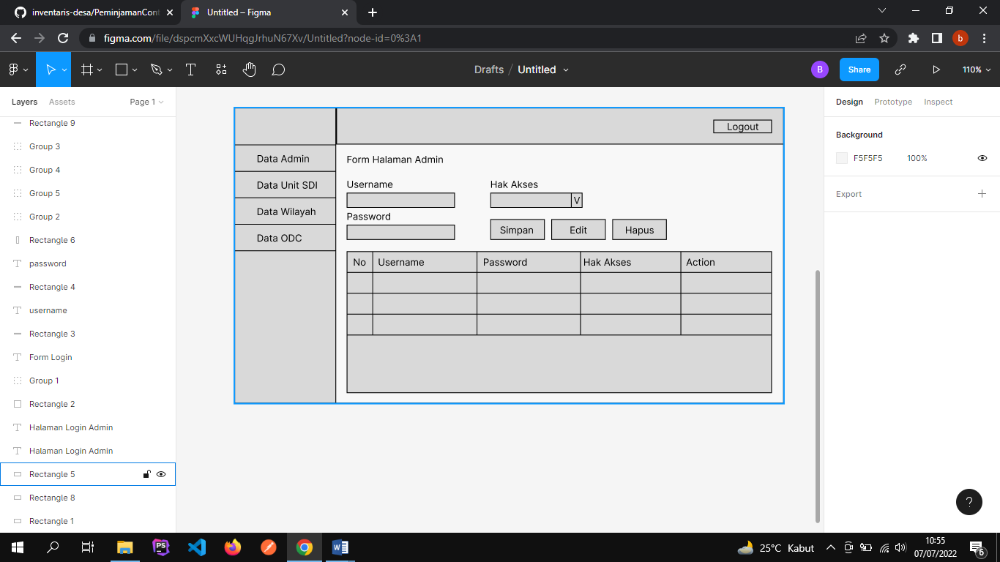 inventaris-desa/PeminjamanCont
Untitled – Figma
figma.com/file/dspcmXxcWUHqgJrhuN67Xv/Untitled?node-id=0%3A1
b
Drafts / Untitled
B
Share
110%
Layers
Assets
Page 1
Rectangle 9
Group 3
Group 4
Group 5
Group 2
Rectangle 6
password
Rectangle 4
username
Rectangle 3
Form Login
Group 1
Rectangle 2
Halaman Login Admin
Halaman Login Admin
Rectangle 5
Rectangle 8
Rectangle 1
Logout
Data Admin
Data Unit SDI
Data Wilayah
Data ODC
Form Halaman Admin
Username
Hak Akses
V
Password
Simpan
Edit
Hapus
No Username Password Hak Akses Action
Design
Prototype
Inspect
Background
F5F5F5
100%
Export
?
PS
25°C Kabut
10:55
07/07/2022
6